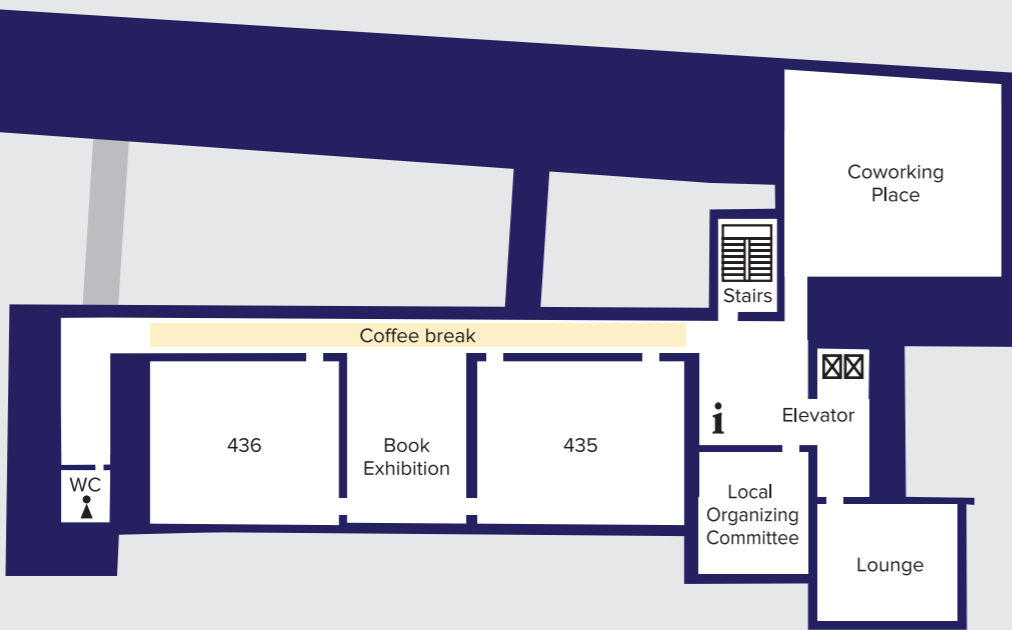 Coworking
Place
Stairs
Coffee break
i
Elevator
436
Book
Exhibition
435
WC
Local
Organizing
Committee
Lounge